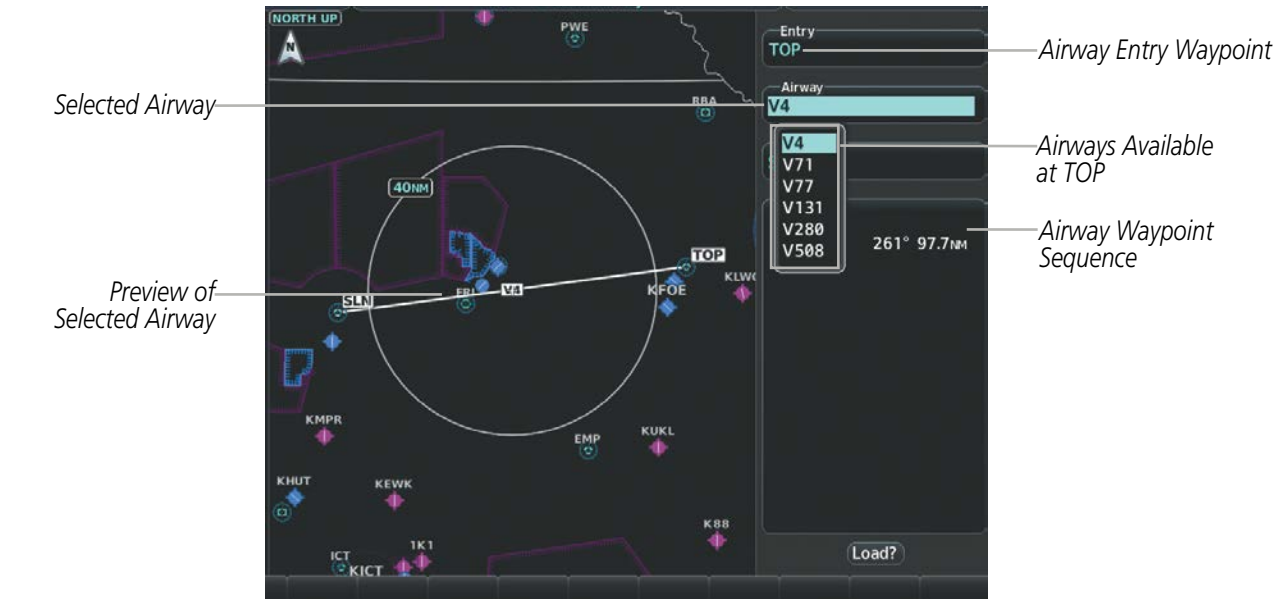 NORTH UP
N
PWE
Entry
TOP
Airway Entry Waypoint
Selected Airway
RBA
Airway
V4
40NM
V4
V71
V77
V131
V280
V508
Airways Available
at TOP
261° 97.7NM
Airway Waypoint
Sequence
TOP
KFOE
Preview of
Selected Airway
SLN
V4
KMPR
EMP
KUKL
KHUT
KEWK
K88
1K1
ICT
KICT
Load?